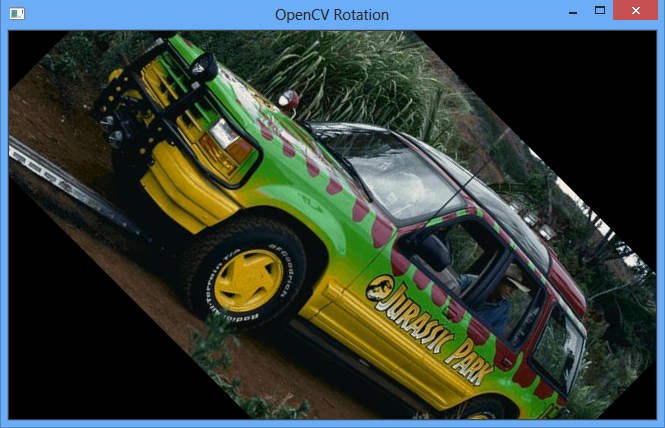 OpenCV Rotation
JURASSIC PARK
BFGoodrich
Radial All-Terrain T/A